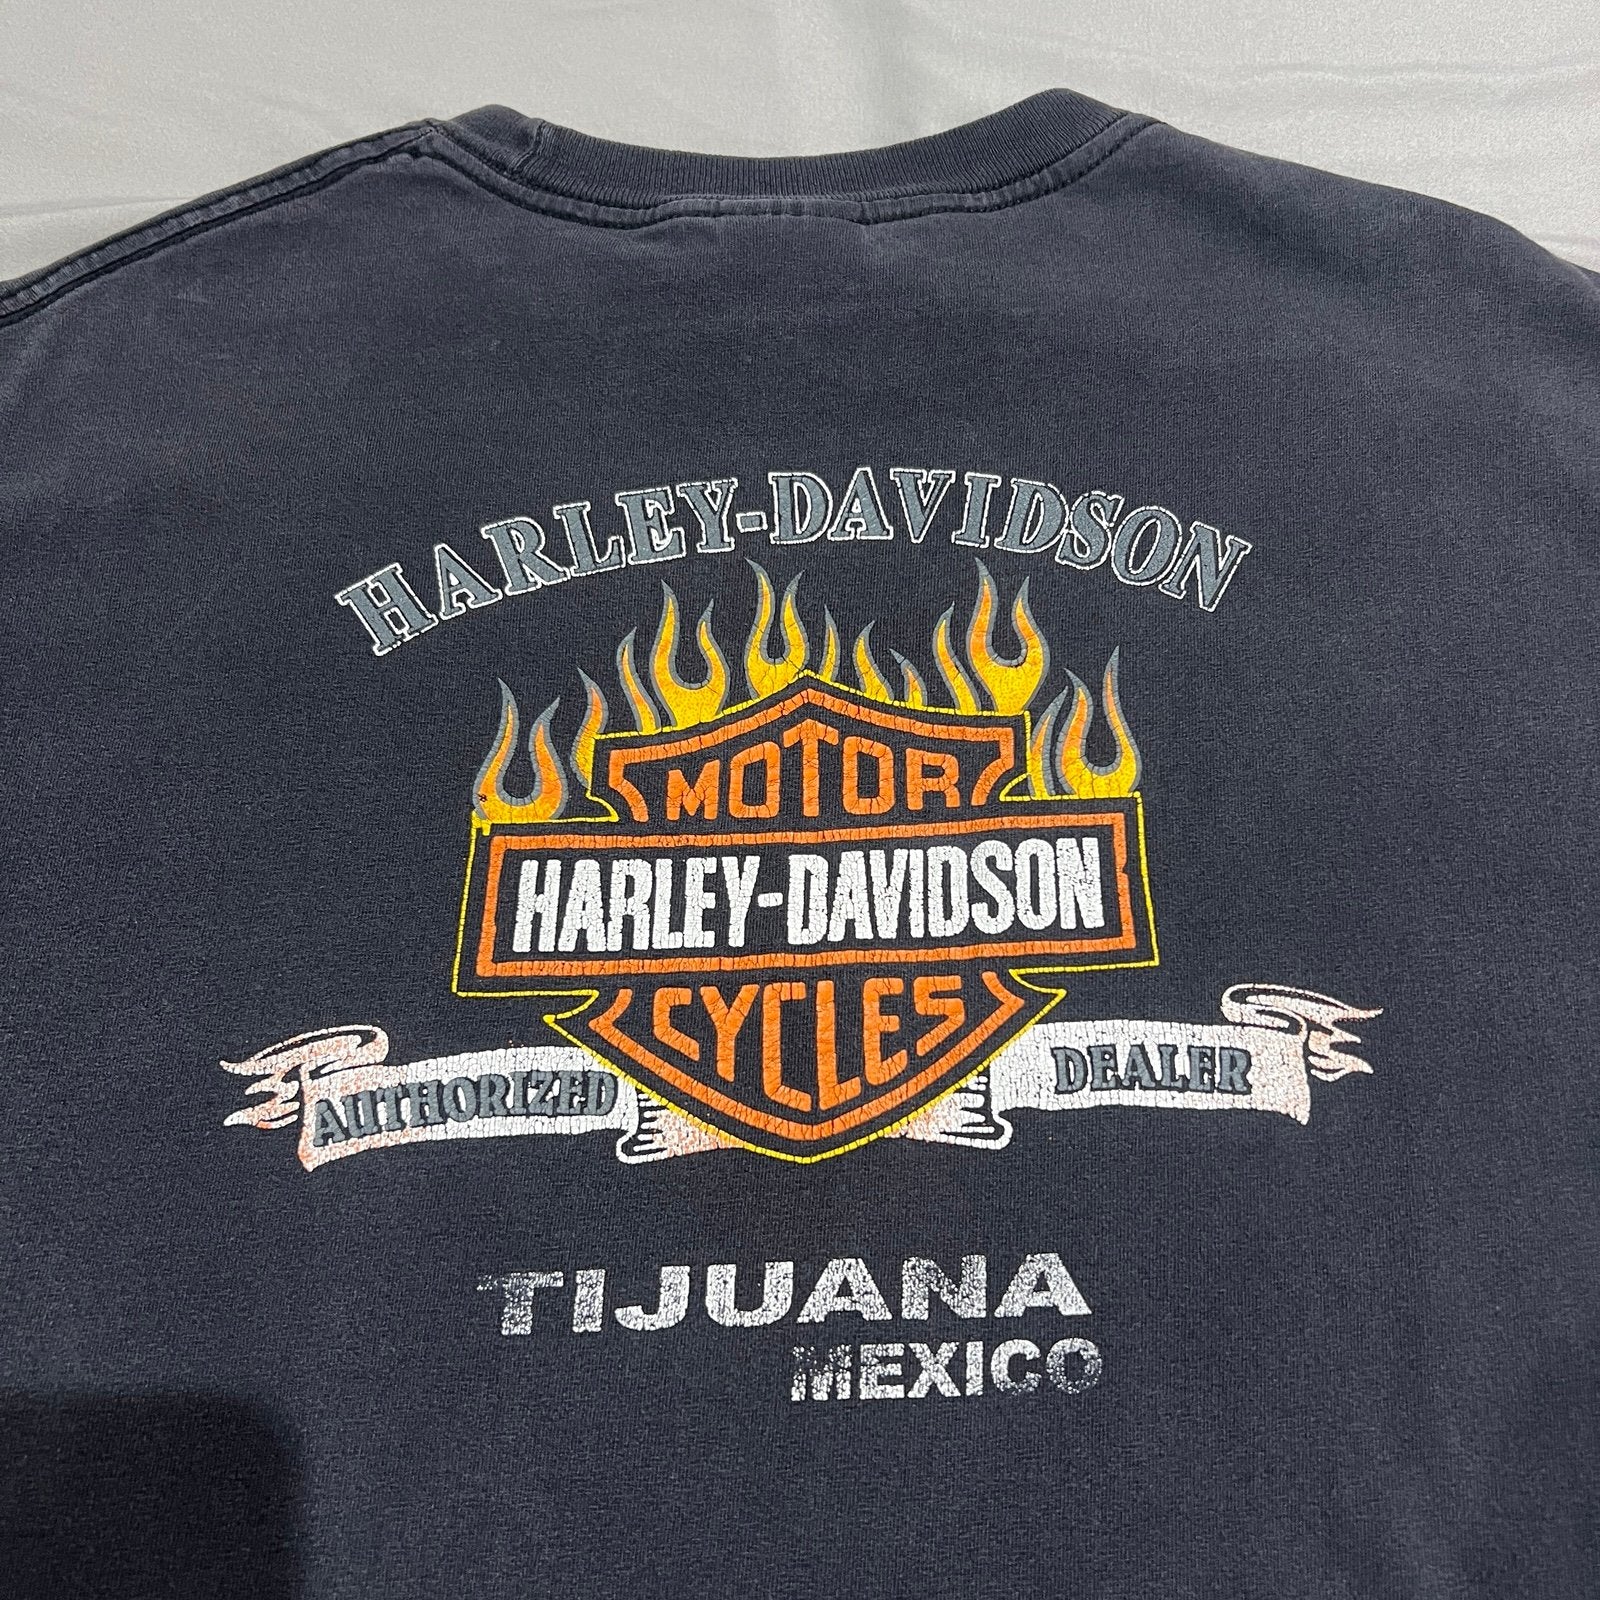 HARLEY-DAVIDSON
MOTOR
HARLEY-DAVIDSON
CYCLES
AUTHORIZED DEALER
TIJUANA
MEXICO